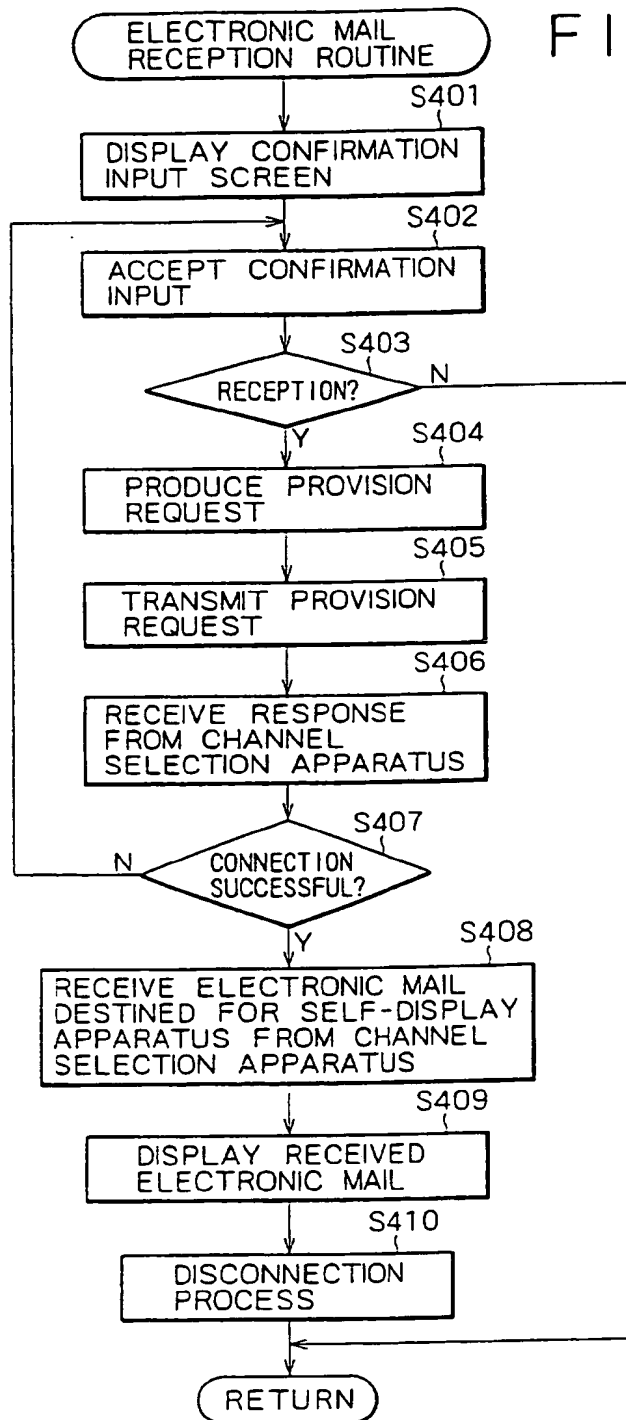 ELECTRONIC MAIL
RECEPTION ROUTINE
F I
S401
DISPLAY CONFIRMATION
INPUT SCREEN
S402
ACCEPT CONFIRMATION
INPUT
S403
RECEPTION?
N
Y
S404
PRODUCE PROVISION
REQUEST
S405
TRANSMIT PROVISION
REQUEST
S406
RECEIVE RESPONSE
FROM CHANNEL
SELECTION APPARATUS
S407
N
CONNECTION
SUCCESSFUL?
Y
S408
RECEIVE ELECTRONIC MAIL
DESTINED FOR SELF-DISPLAY
APPARATUS FROM CHANNEL
SELECTION APPARATUS
S409
DISPLAY RECEIVED
ELECTRONIC MAIL
S410
DISCONNECTION
PROCESS
RETURN